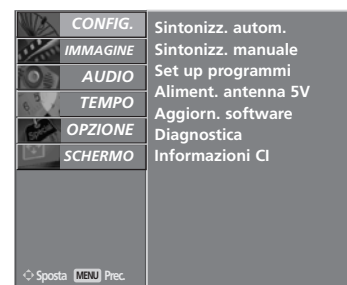 CONFIG.
IMMAGINE
AUDIO
TEMPO
OPZIONE
SCHERMO
Sintonizz. autom.
Sintonizz. manuale
Set up programmi
Aliment. antenna 5V
Aggiorn. software
Diagnostica
Informazioni CI
Sposta MENU Prec.